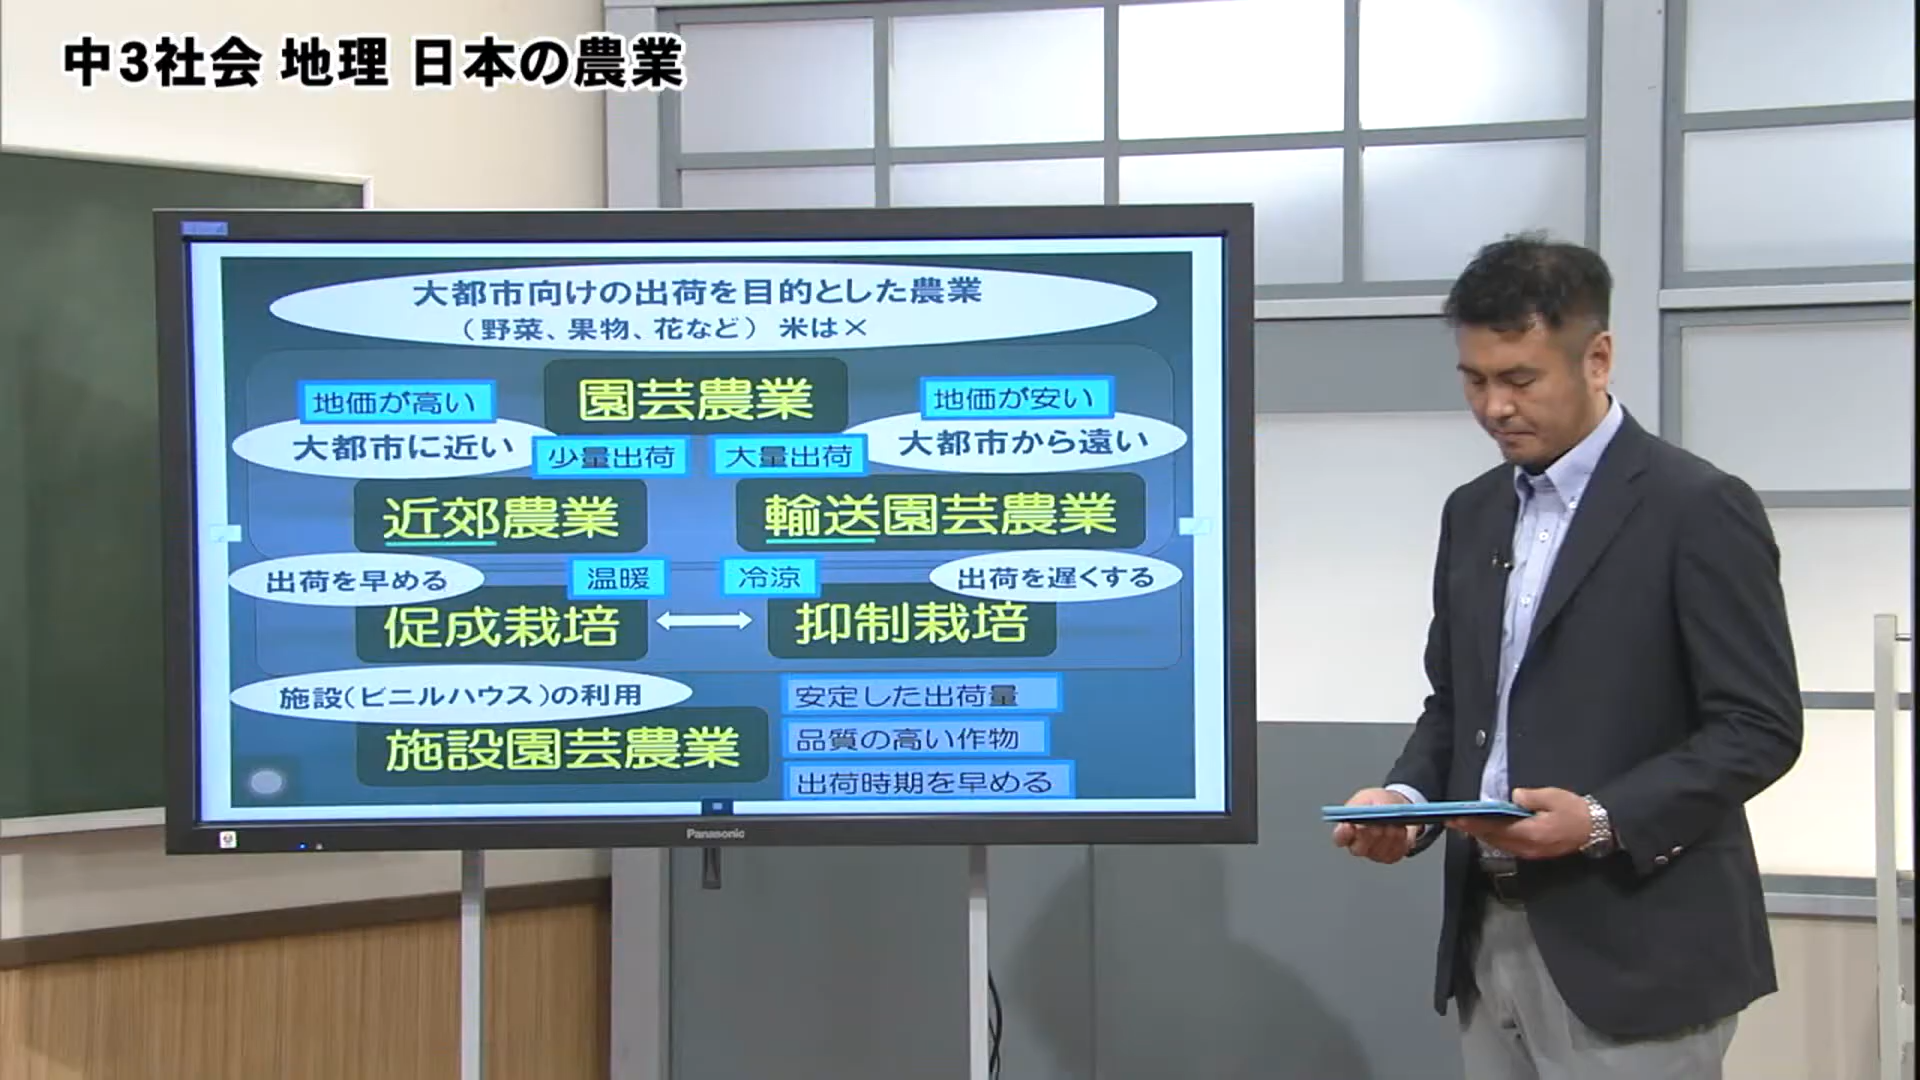 中3社会 地理 日本の農業
大都市向けの出荷を目的とした農業
(野菜、果物、花など) 米は×
園芸農業
地価が高い
地価が安い
大都市に近い
少量出荷
大量出荷
大都市から遠い
近郊農業
輸送園芸農業
出荷を早める
温暖
冷涼
出荷を遅くする
促成栽培
抑制栽培
施設(ビニルハウス)の利用
施設園芸農業
安定した出荷量
品質の高い作物
出荷時期を早める
Panasonic